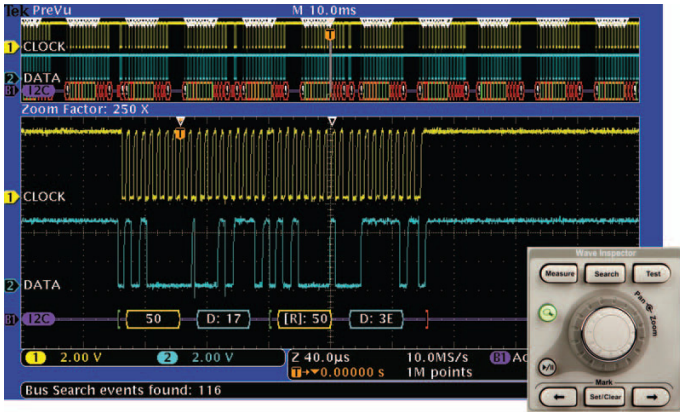 Tek PreVu M 10.0ms
T
1 CLOCK
2 DATA
B1 I2C
Zoom Factor: 250 X
T
1 CLOCK
2 DATA
B1 I2C 50 D: 17 [R]: 50 D: 3E
1 2.00 V 2 2.00 V Z 40.0µs 10.0MS/s B1
T→▼0.00000 s 1M points
Bus Search events found: 116
Wave Inspector
Measure Search Test
Pan Zoom
Mark
← Set/Clear →